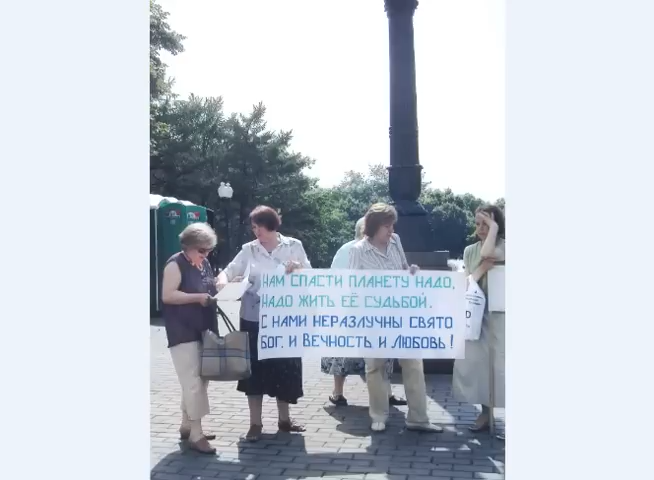 НАМ СПАСТИ ПЛАНЕТУ НАДО,
НАДО ЖИТЬ ЕЁ СУДЬБОЙ.
С НАМИ НЕРАЗЛУЧНЫ СВЯТО
БОГ, И ВЕЧНОСТЬ, И ЛЮБОВЬ!